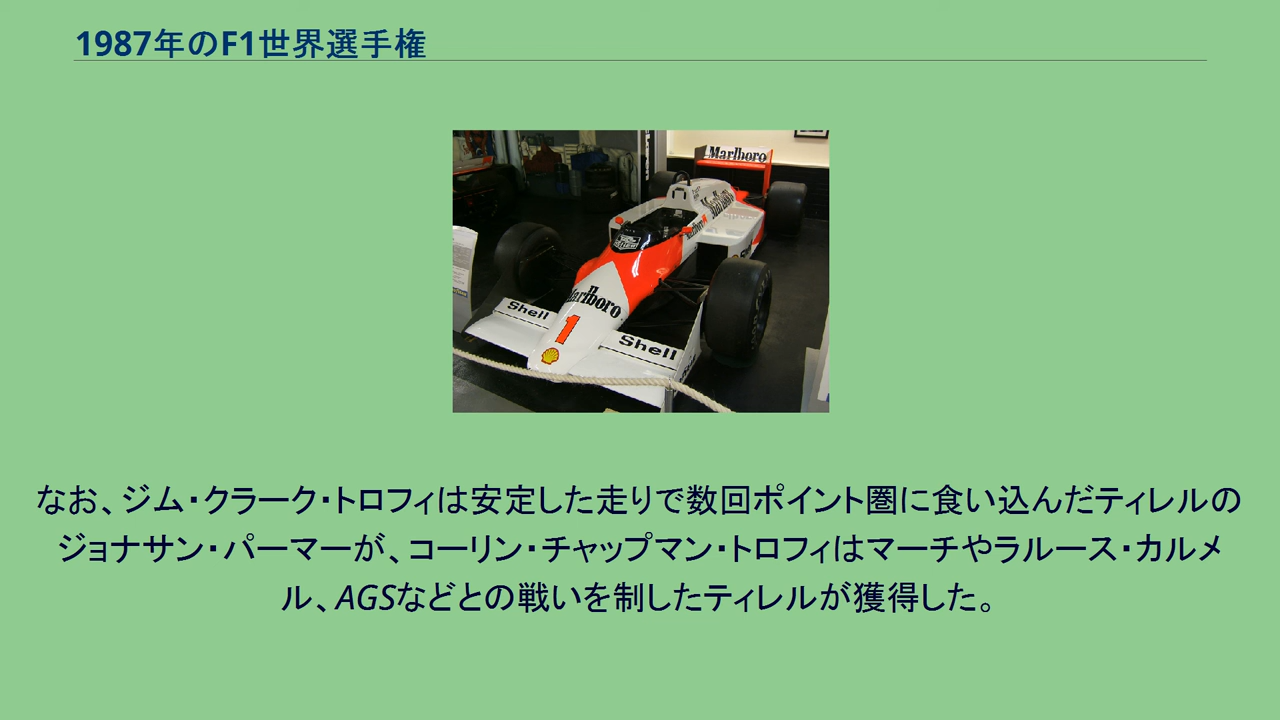 1987年のF1世界選手権
Marlboro
Marlboro
Marlboro
Shell
1
Shell
なお、ジム・クラーク・トロフィは安定した走りで数回ポイント圏に食い込んだティレルの
ジョナサン・パーマーが、コーリン・チャップマン・トロフィはマーチやラルース・カルメ
ル、AGSなどとの戦いを制したティレルが獲得した。